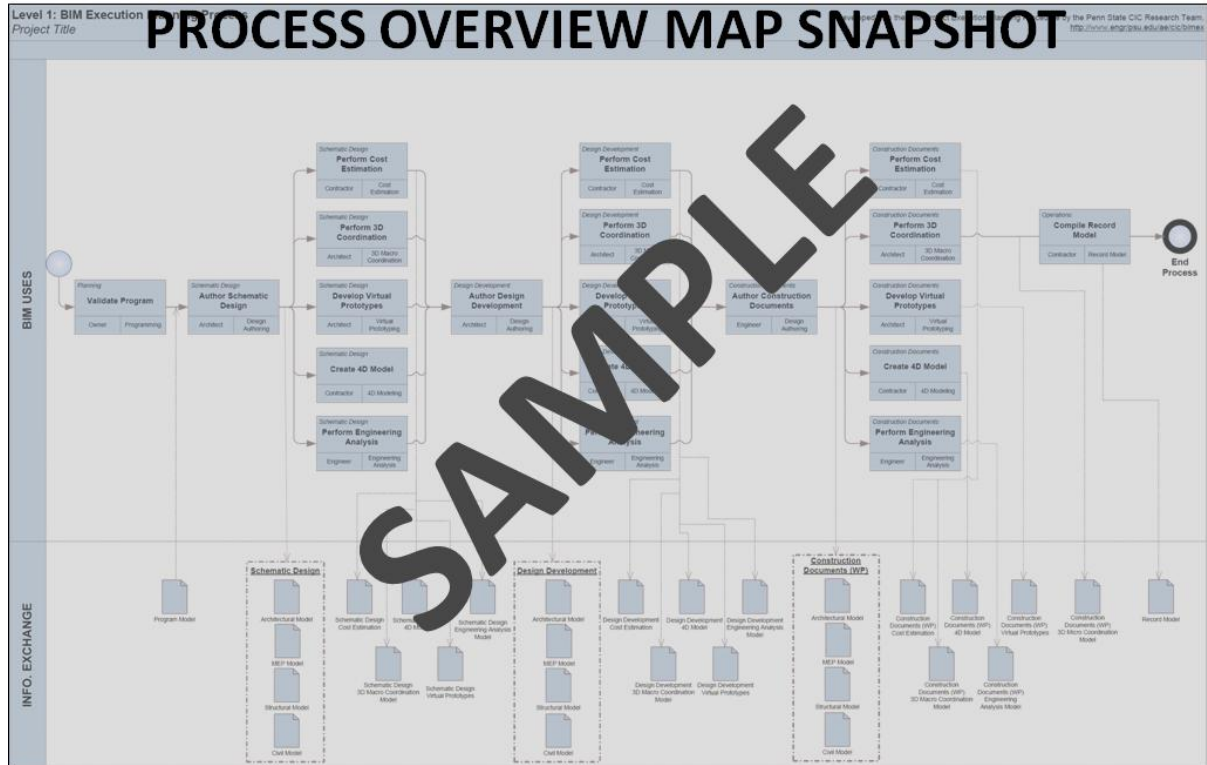 PROCESS OVERVIEW MAP SNAPSHOT
Level 1: BIM Execution Planning Process
Project Title
by the Penn State CIC Research Team.
http://www.engr.psu.edu/ae/cic/bimex
SAMPLE
BIM USES
Planning
Validate Program
Owner Programming
Schematic Design
Author Schematic
Design
Architect Design
Authoring
Schematic Design
Perform Cost
Estimation
Contractor Cost
Estimation
Schematic Design
Perform 3D
Coordination
Architect 3D Macro
Coordination
Schematic Design
Develop Virtual
Prototypes
Architect Virtual
Prototyping
Schematic Design
Create 4D Model
Contractor 4D Modeling
Schematic Design
Perform Engineering
Analysis
Engineer Engineering
Analysis
Design Development
Author Design
Development
Architect Design
Authoring
Design Development
Perform Cost
Estimation
Contractor Cost
Estimation
Design Development
Perform 3D
Coordination
Architect
Coordination
Engineering
Analysis
Author Construction
Documents
Engineer Design
Authoring
Construction Documents
Perform Cost
Estimation
Contractor Cost
Estimation
Construction Documents
Perform 3D
Coordination
Architect 3D Macro
Coordination
Construction Documents
Develop Virtual
Prototypes
Architect Virtual
Prototyping
Construction Documents
Create 4D Model
Contractor 4D Modeling
Construction Documents
Perform Engineering
Analysis
Engineer Engineering
Analysis
Operations
Compile Record
Model
Contractor Record Model
End
Process
INFO. EXCHANGE
Program Model
Schematic Design
Architectural Model
MEP Model
Structural Model
Civil Model
Schematic Design
Cost Estimation
4D Model
Schematic Design
Engineering Analysis
Model
Schematic Design
3D Macro Coordination
Model
Schematic Design
Virtual Prototypes
Design Development
Architectural Model
MEP Model
Structural Model
Civil Model
Design Development
Cost Estimation
Design Development
4D Model
Design Development
Engineering Analysis
Model
Design Development
3D Macro Coordination
Model
Design Development
Virtual Prototypes
Construction
Documents (WP)
Architectural Model
MEP Model
Structural Model
Civil Model
Construction
Documents (WP)
Cost Estimation
Construction
Documents (WP)
4D Model
Construction
Documents (WP)
Virtual Prototypes
Construction
Documents (WP)
3D Micro Coordination
Model
Record Model
Construction
Documents (WP)
3D Macro Coordination
Model
Construction
Documents (WP)
Engineering
Analysis Model